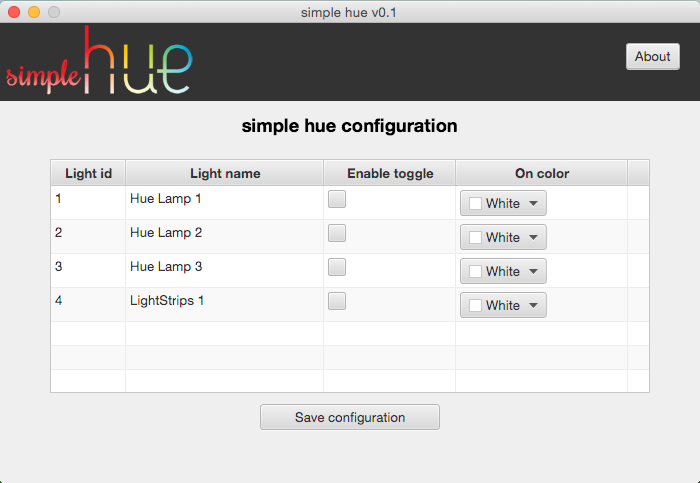 simple hue v0.1
simple hue
About
simple hue configuration
Light id Light name Enable toggle On color
1 Hue Lamp 1 White
2 Hue Lamp 2 White
3 Hue Lamp 3 White
4 LightStrips 1 White
Save configuration